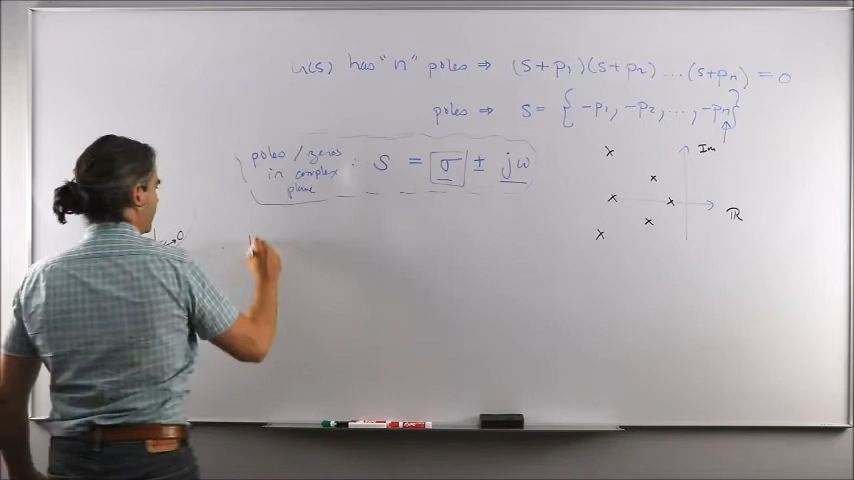 G(s) has "n" poles ⇒ (s+p₁)(s+p₂) ... (s+pₙ) = 0
poles ⇒ s = { -p₁, -p₂, ..., -pₙ}
poles / zeros in complex plane : s = σ ± jω
Im
ℝ